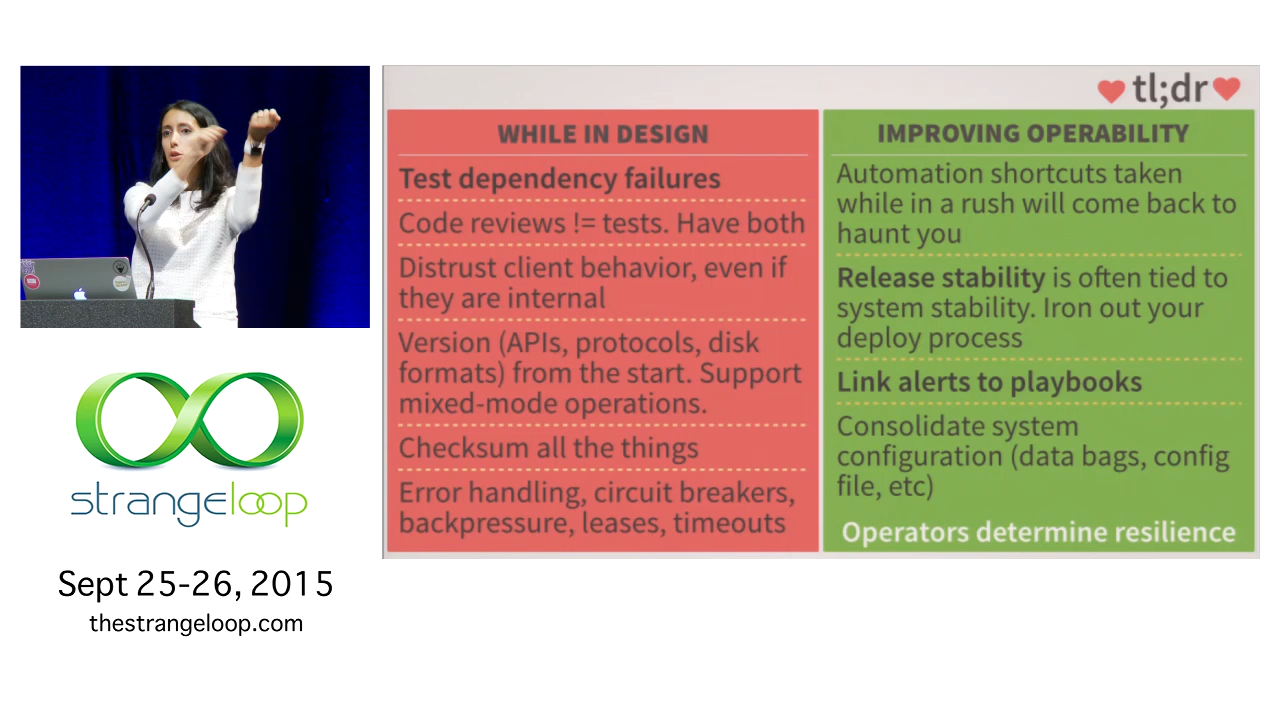 tl;dr
WHILE IN DESIGN
Test dependency failures
Code reviews != tests. Have both
Distrust client behavior, even if
they are internal
Version (APIs, protocols, disk
formats) from the start. Support
mixed-mode operations.
Checksum all the things
Error handling, circuit breakers,
backpressure, leases, timeouts
IMPROVING OPERABILITY
Automation shortcuts taken
while in a rush will come back to
haunt you
Release stability is often tied to
system stability. Iron out your
deploy process
Link alerts to playbooks
Consolidate system
configuration (data bags, config
file, etc)
Operators determine resilience
strangeloop
Sept 25-26, 2015
thestrangeloop.com